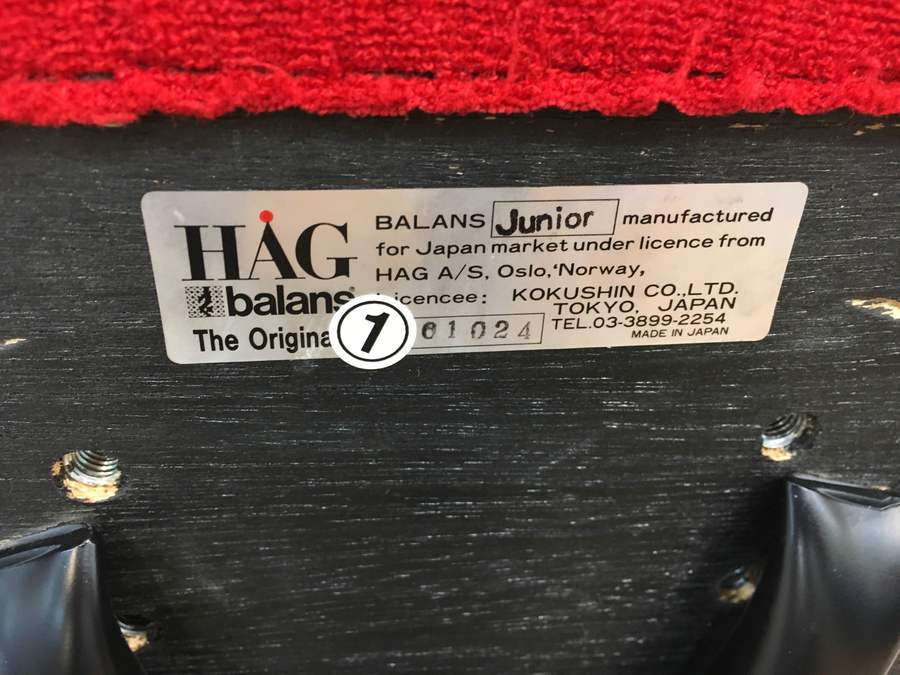 HÅG
balans
The Origina
BALANS Junior manufactured
for Japan market under licence from
HAG A/S, Oslo,'Norway,
icencee: KOKUSHIN CO.,LTD.
TOKYO, JAPAN
TEL.03-3899-2254
MADE IN JAPAN
1
61024